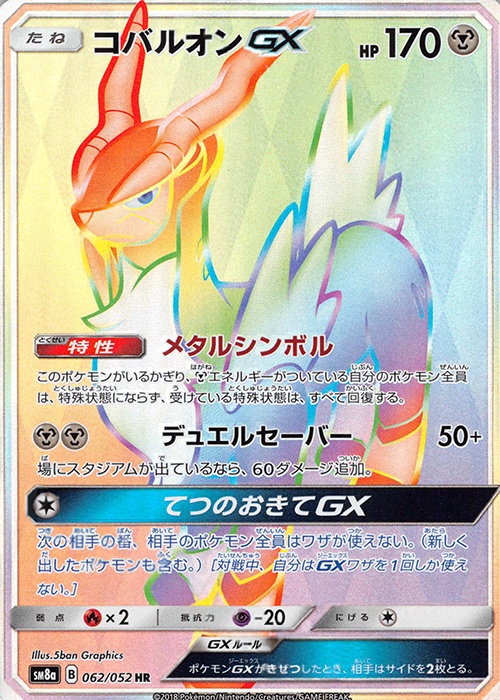 たね コバルオンGX HP 170
とくせい
特性 メタルシンボル
このポケモンがいるかぎり、エネルギーがついている自分のポケモン全員
は、特殊状態にならず、受けている特殊状態は、すべて回復する。
デュエルセーバー 50+
場にスタジアムが出ているなら、60ダメージ追加。
てつのおきてGX
次の相手の番、相手のポケモン全員はワザが使えない。(新しく
出したポケモンも含む。)[対戦中、自分はGXワザを1回しか使え
ない。]
弱点 ×2 抵抗力 -20 にげる
GXルール
ポケモンGXがきぜつしたとき、相手はサイドを2枚とる。
Illus.5ban Graphics
SM8a B 062/052 HR
©2018 Pokémon/Nintendo/Creatures/GAMEFREAK.